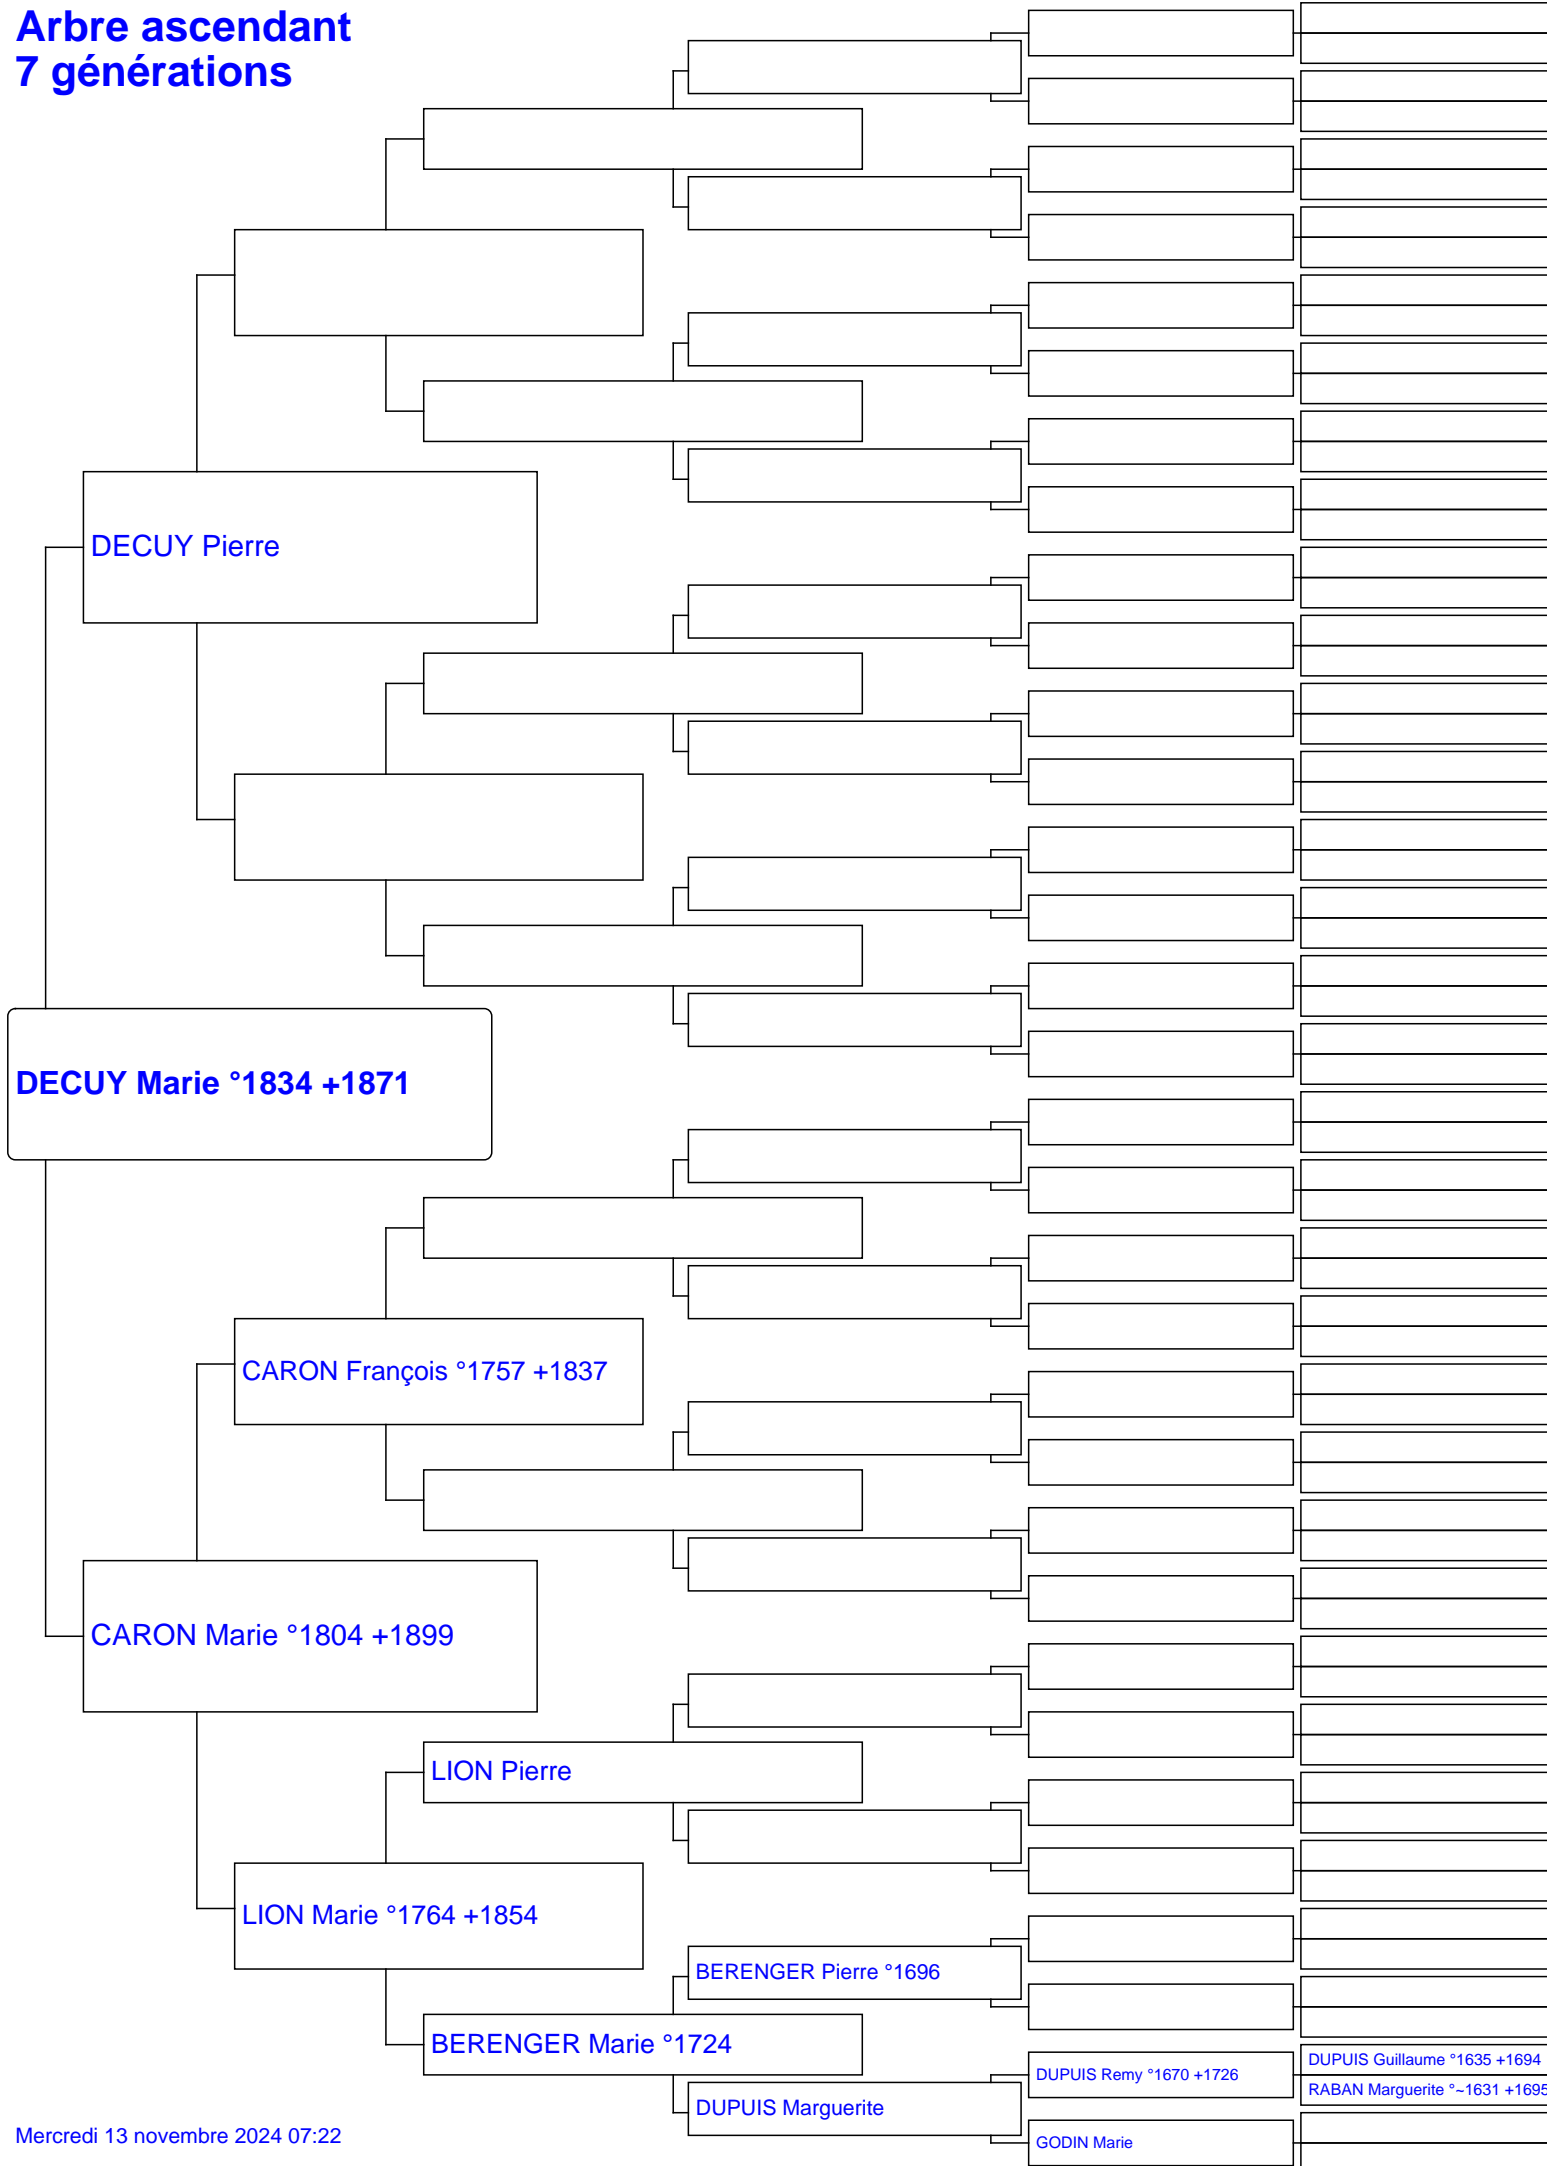 Arbre ascendant
7 générations
DECUY Pierre
DECUY Marie °1834 +1871
CARON François °1757 +1837
CARON Marie °1804 +1899
LION Pierre
LION Marie °1764 +1854
BERENGER Pierre °1696
BERENGER Marie °1724
DUPUIS Guillaume °1635 +1694
DUPUIS Remy °1670 +1726
RABAN Marguerite °~1631 +1695
DUPUIS Marguerite
GODIN Marie
Mercredi 13 novembre 2024 07:22